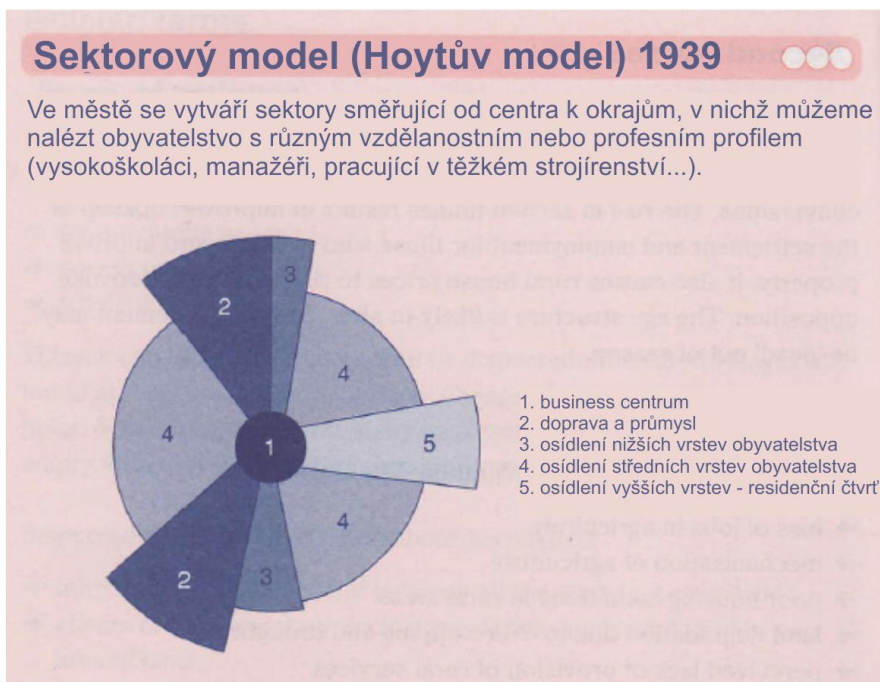 Sektorový model (Hoytův model) 1939
Ve městě se vytváří sektory směřující od centra k okrajům, v nichž můžeme
nalézt obyvatelstvo s různým vzdělanostním nebo profesním profilem
(vysokoškoláci, manažéři, pracující v těžkém strojírenství...).
3
2
4
4
1
5
4
2
3
1. business centrum
2. doprava a průmysl
3. osídlení nižších vrstev obyvatelstva
4. osídlení středních vrstev obyvatelstva
5. osídlení vyšších vrstev - residenční čtvrť